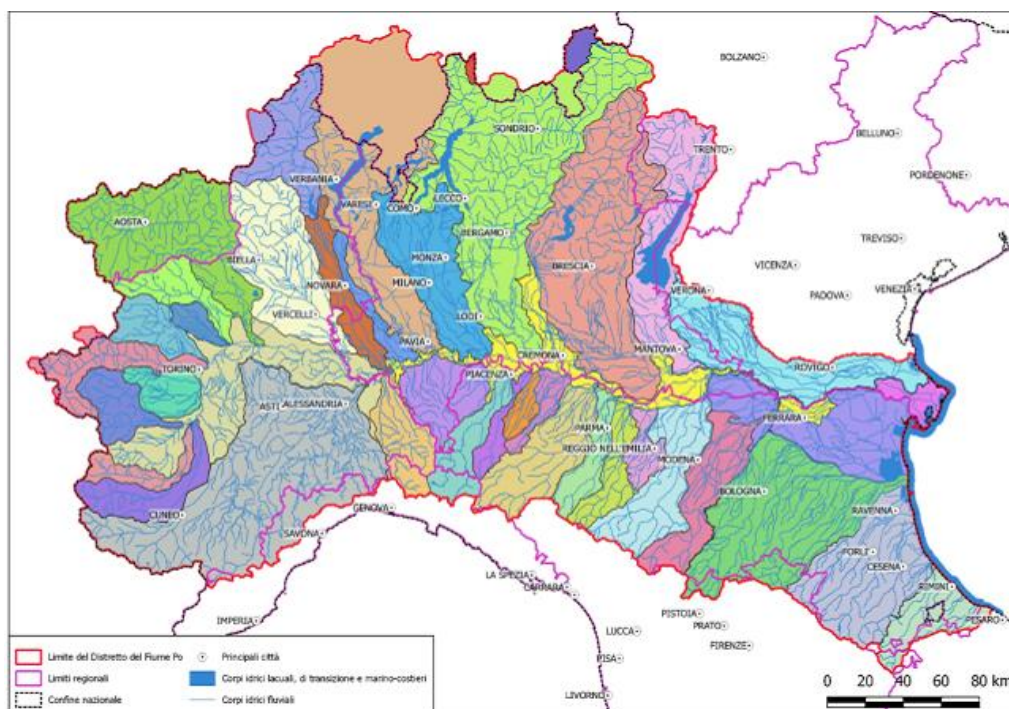 BOLZANO
BELLUNO
SONDRIO
TRENTO
PORDENONE
VERBANIA
VARESE
COMO
LECCO
AOSTA
BERGAMO
TREVISO
BIELLA
MONZA
BRESCIA
VICENZA
NOVARA
MILANO
VERONA
PADOVA
VENEZIA
VERCELLI
LODI
PAVIA
CREMONA
MANTOVA
TORINO
PIACENZA
ROVIGO
ASTI
ALESSANDRIA
FERRARA
PARMA
REGGIO NELL'EMILIA
MODENA
BOLOGNA
CUNEO
GENOVA
RAVENNA
SAVONA
FORLI
CESENA
LA SPEZIA
CARRARA
RIMINI
IMPERIA
PISTOIA
PRATO
PESARO
LUCCA
FIRENZE
PISA
LIVORNO
Limite del Distretto del Fiume Po
Principali città
Limiti regionali
Corpi idrici lacuali, di transizione e marino-costieri
Confine nazionale
Corpi idrici fluviali
0 20 40 60 80 km